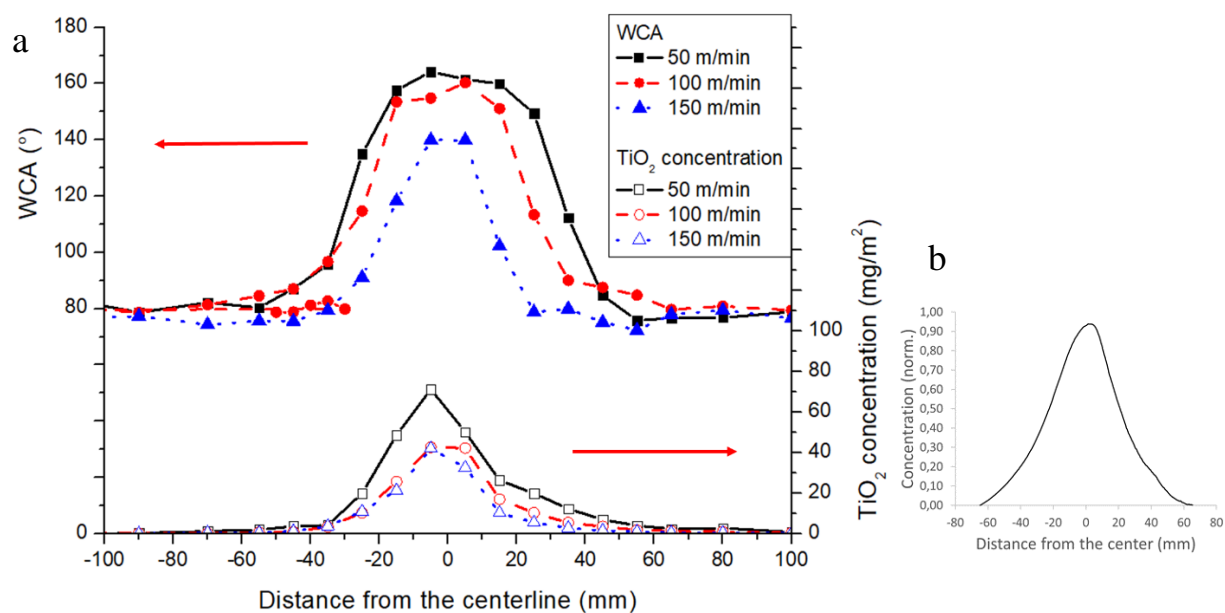 a
180
160
140
120
100
80
0
WCA (°)
WCA
50 m/min
100 m/min
150 m/min
TiO₂ concentration
50 m/min
100 m/min
150 m/min
100
80
60
40
20
0
TiO₂ concentration (mg/m²)
-100 -80 -60 -40 -20 0 20 40 60 80 100
Distance from the centerline (mm)
b
1,00
0,90
0,80
0,70
0,60
0,50
0,40
0,30
0,20
0,10
0,00
Concentration (norm.)
-80 -60 -40 -20 0 20 40 60 80
Distance from the center (mm)